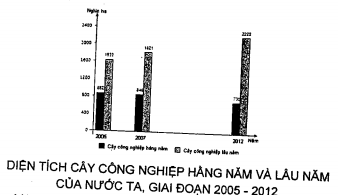 Nghìn ha
2400
2000
1600
1200
800
400
0
1633
1821
2223
2007
2012
Năm
Cây công nghiệp hàng năm Cây công nghiệp lâu năm
DIỆN TÍCH CÂY CÔNG NGHIỆP HÀNG NĂM VÀ LÂU NĂM
CỦA NƯỚC TA, GIAI ĐOẠN 2005 - 2012